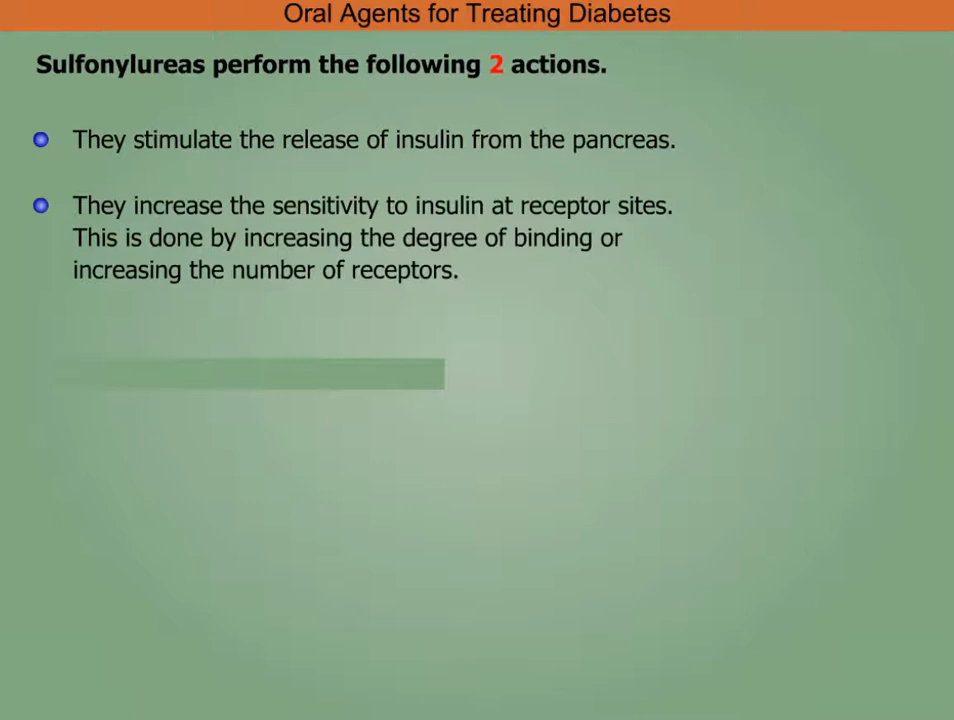 Oral Agents for Treating Diabetes
Sulfonylureas perform the following 2 actions.
They stimulate the release of insulin from the pancreas.
They increase the sensitivity to insulin at receptor sites.
This is done by increasing the degree of binding or
increasing the number of receptors.